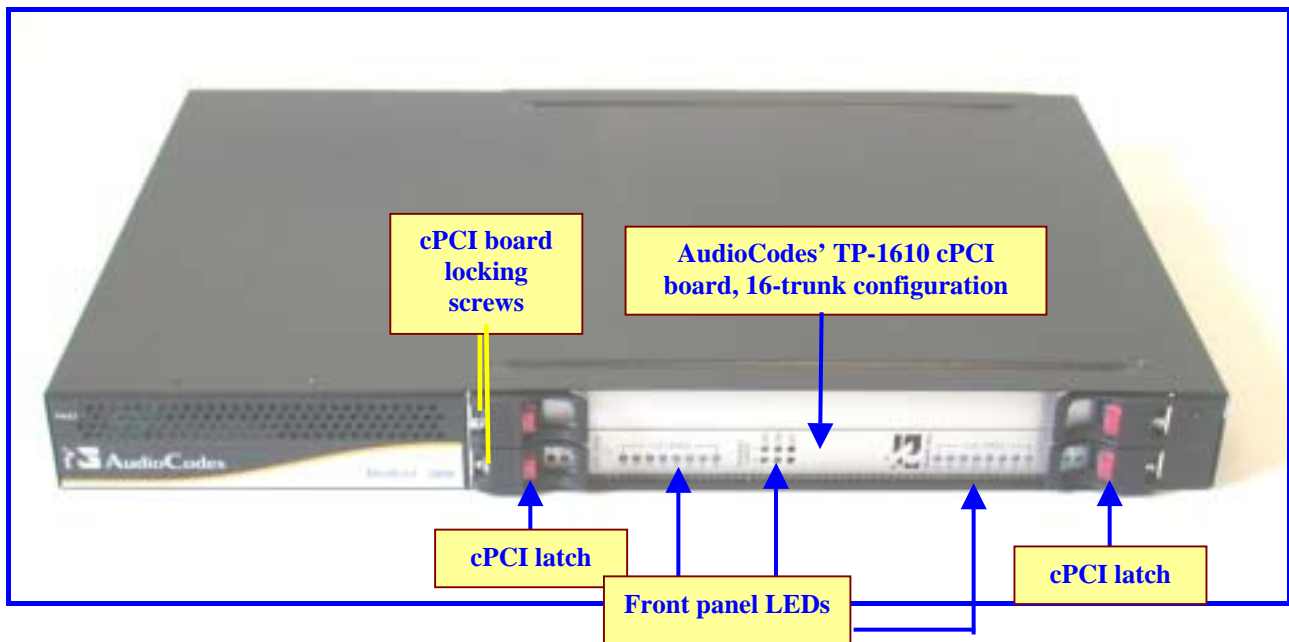 cPCI board
locking
screws
AudioCodes’ TP-1610 cPCI
board, 16-trunk configuration
AudioCodes
cPCI latch
cPCI latch
Front panel LEDs